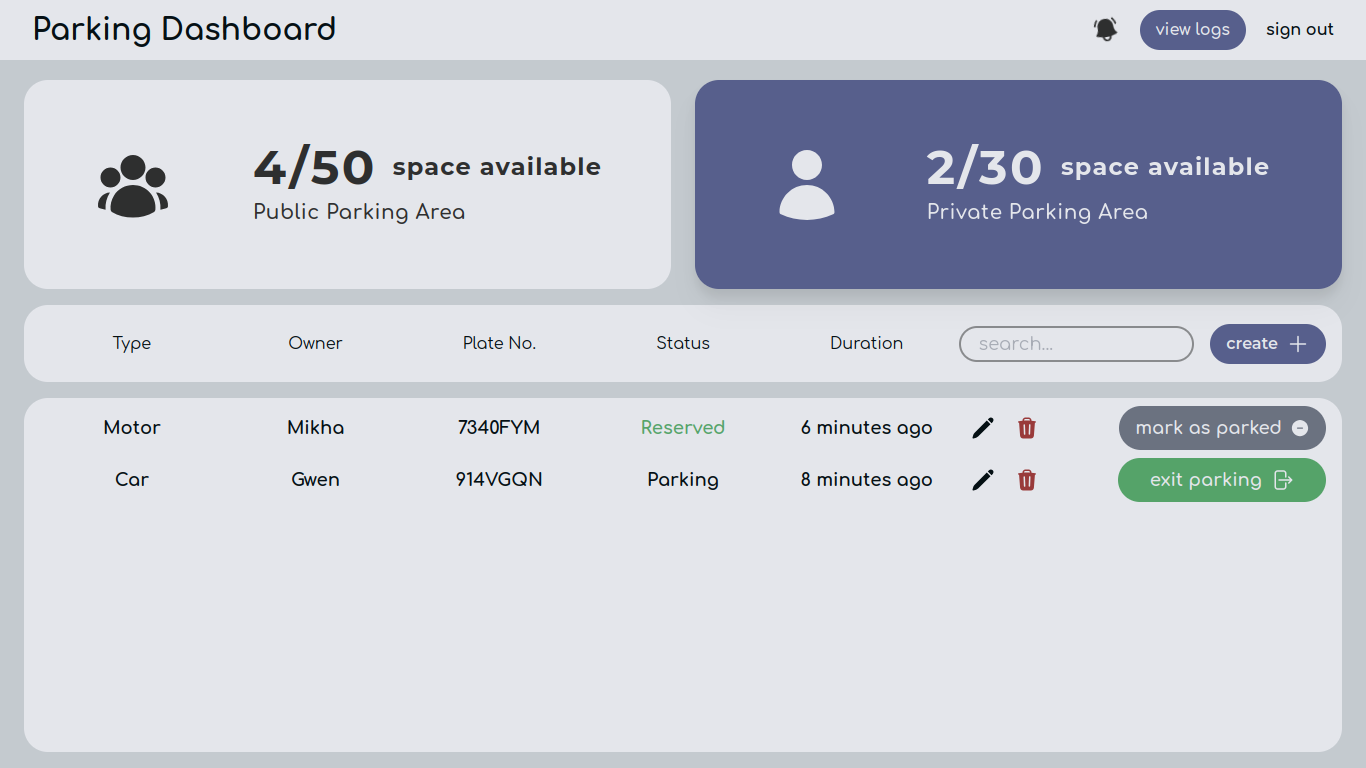 Parking Dashboard
view logs
sign out
4/50 space available
Public Parking Area
2/30 space available
Private Parking Area
Type Owner Plate No. Status Duration search... create
Motor Mikha 7340FYM Reserved 6 minutes ago mark as parked
Car Gwen 914VGQN Parking 8 minutes ago exit parking